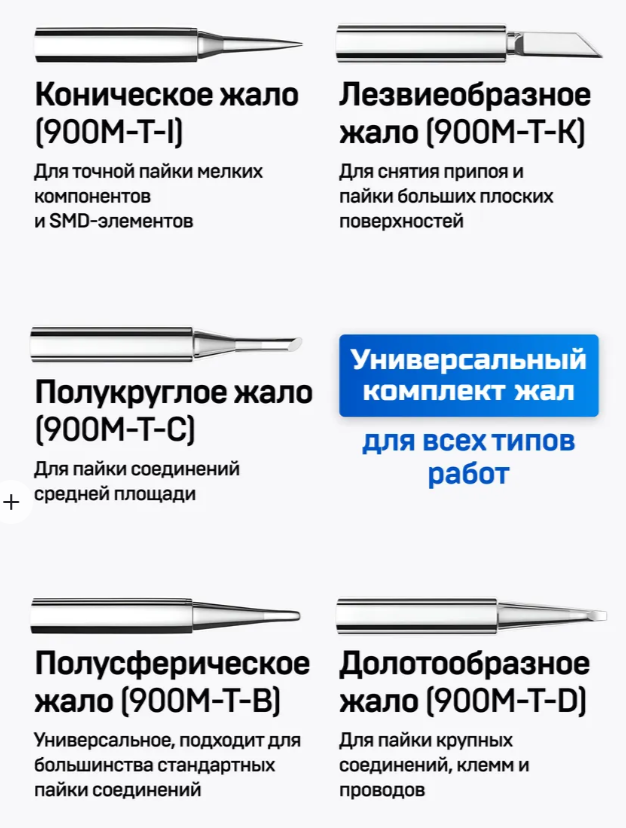 Коническое жало
(900M-T-I)
Для точной пайки мелких
компонентов
и SMD-элементов
Лезвиеобразное
жало (900M-T-K)
Для снятия припоя и
пайки больших плоских
поверхностей
Полукруглое жало
(900M-T-C)
Для пайки соединений
средней площади
Универсальный
комплект жал
для всех типов
работ
Полусферическое
жало (900M-T-B)
Универсальное, подходит для
большинства стандартных
пайки соединений
Долотообразное
жало (900M-T-D)
Для пайки крупных
соединений, клемм и
проводов